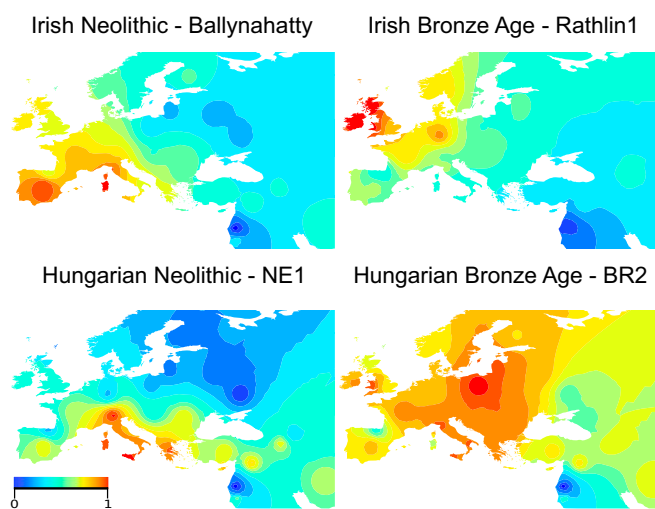 Irish Neolithic - Ballynahatty
Irish Bronze Age - Rathlin1
Hungarian Neolithic - NE1
Hungarian Bronze Age - BR2
0 1